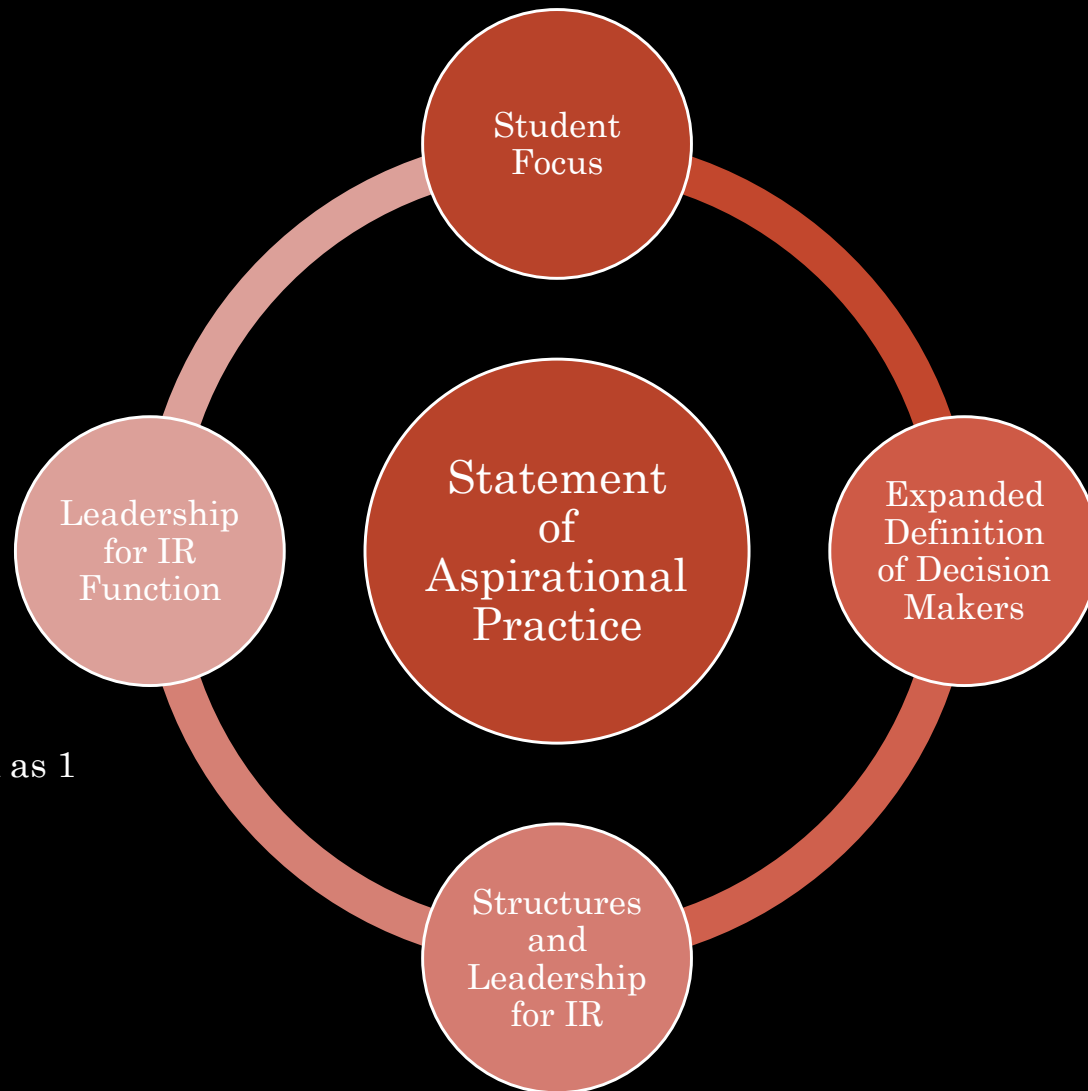 Student
Focus
Statement
of
Aspirational
Practice
Expanded
Definition
of Decision
Makers
Leadership
for IR
Function
as 1
Structures
and
Leadership
for IR